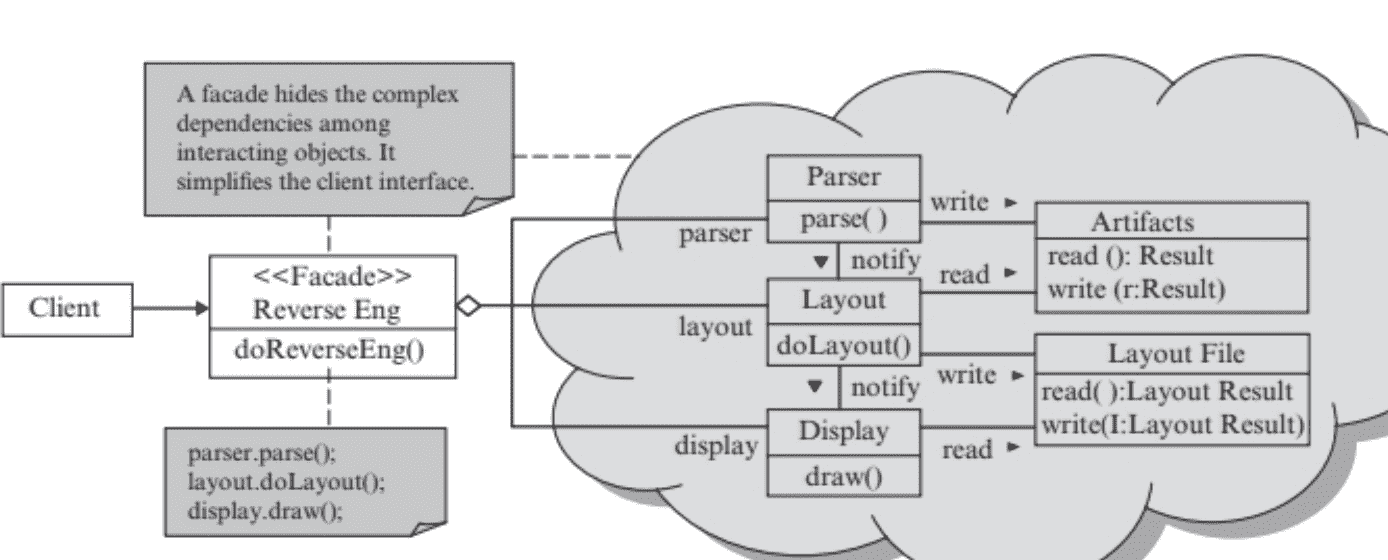 A facade hides the complex
dependencies among
interacting objects. It
simplifies the client interface.
Client
<<Facade>>
Reverse Eng
doReverseEng()
parser.parse();
layout.doLayout();
display.draw();
parser
layout
display
Parser
parse( )
notify
Layout
doLayout()
notify
Display
draw()
write
read
write
read
Artifacts
read (): Result
write (r:Result)
Layout File
read( ):Layout Result
write(I:Layout Result)